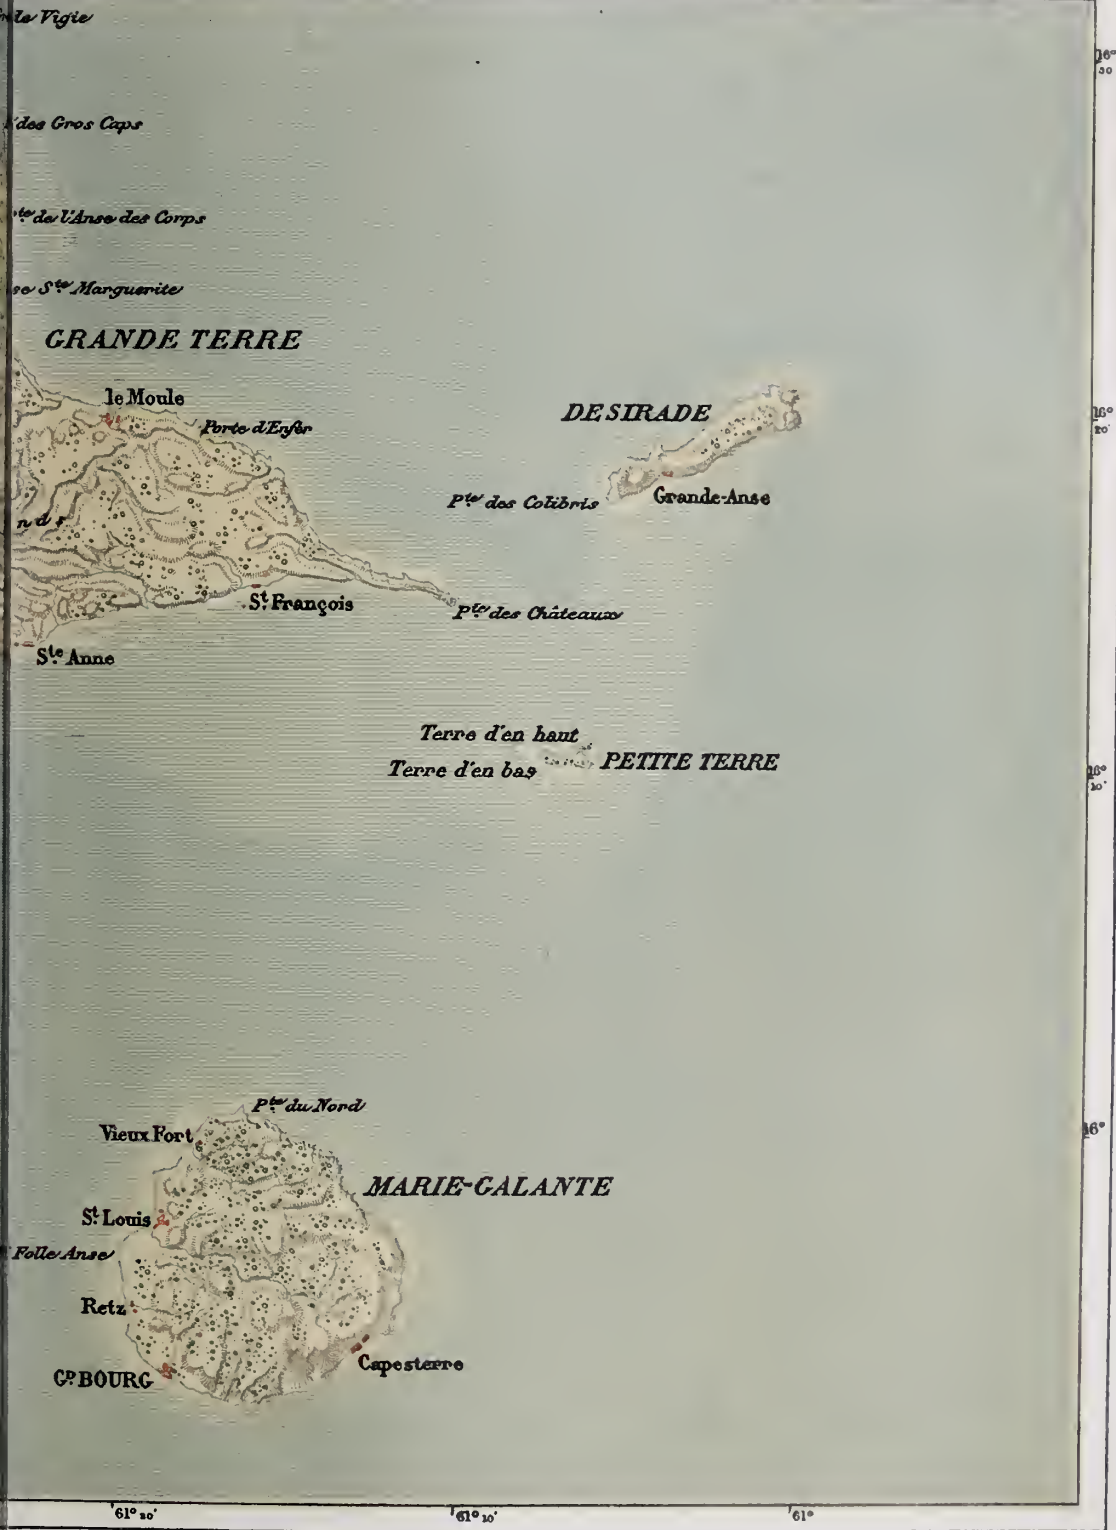 la Vigie
des Gros Caps
te de l'Anse des Corps
se Ste Marguerite
GRANDE TERRE
le Moule
Porte d'Enfer
DESIRADE
Pte des Colibris
Grande-Anse
nds
St François
Pte des Châteaux
Ste Anne
Terre d'en haut
Terre d'en bas
PETITE TERRE
Pte du Nord
Vieux Fort
MARIE-GALANTE
St Louis
Folle Anse
Retz
Capesterre
GD BOURG
16°
30
16°
20'
16°
10'
16°
61° 20'
61° 10'
61°